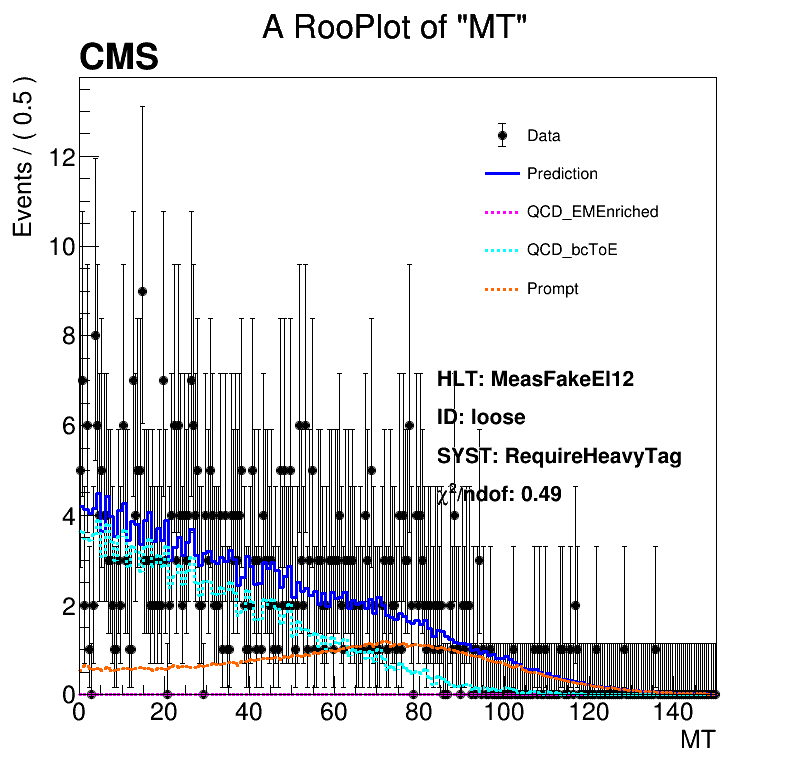 A RooPlot of "MT"
CMS
Events / ( 0.5 )
Data
Prediction
QCD_EMEnriched
QCD_bcToE
Prompt
HLT: MeasFakeEl12
ID: loose
SYST: RequireHeavyTag
χ²/ndof: 0.49
12
10
8
6
4
2
0
0 20 40 60 80 100 120 140
MT